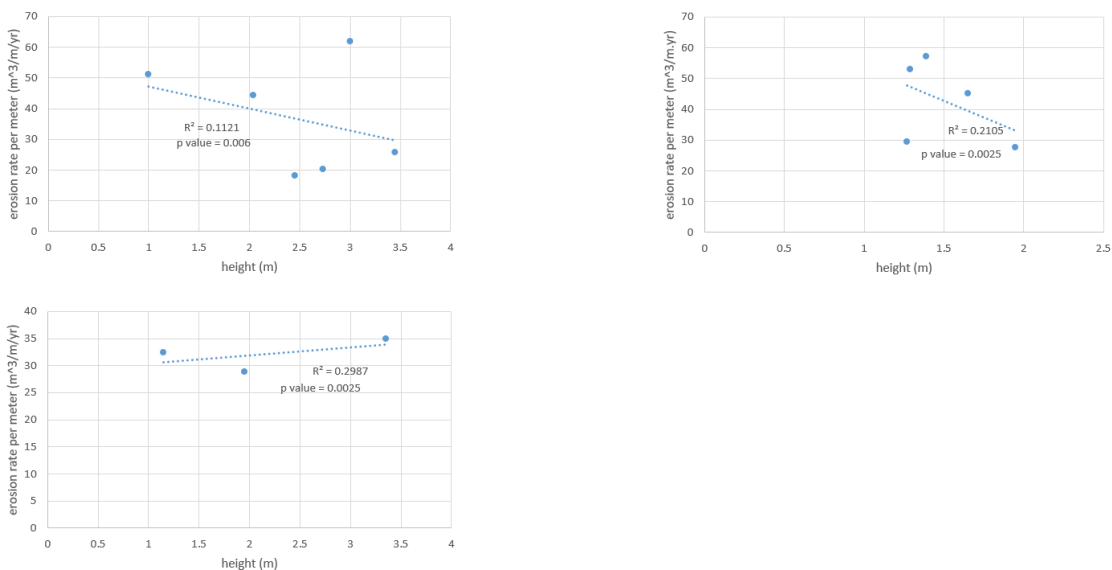 70
60
50
40
30
20
10
0
erosion rate per meter (m^3/m/yr)
R² = 0.1121
p value = 0.006
0 0.5 1 1.5 2 2.5 3 3.5 4
height (m)
70
60
50
40
30
20
10
0
erosion rate per meter (m^3/m.yr)
R² = 0.2105
p value = 0.0025
0 0.5 1 1.5 2 2.5
height (m)
40
35
30
25
20
15
10
5
0
erosion rate per meter (m^3/m/yr)
R² = 0.2987
p value = 0.0025
0 0.5 1 1.5 2 2.5 3 3.5 4
height (m)